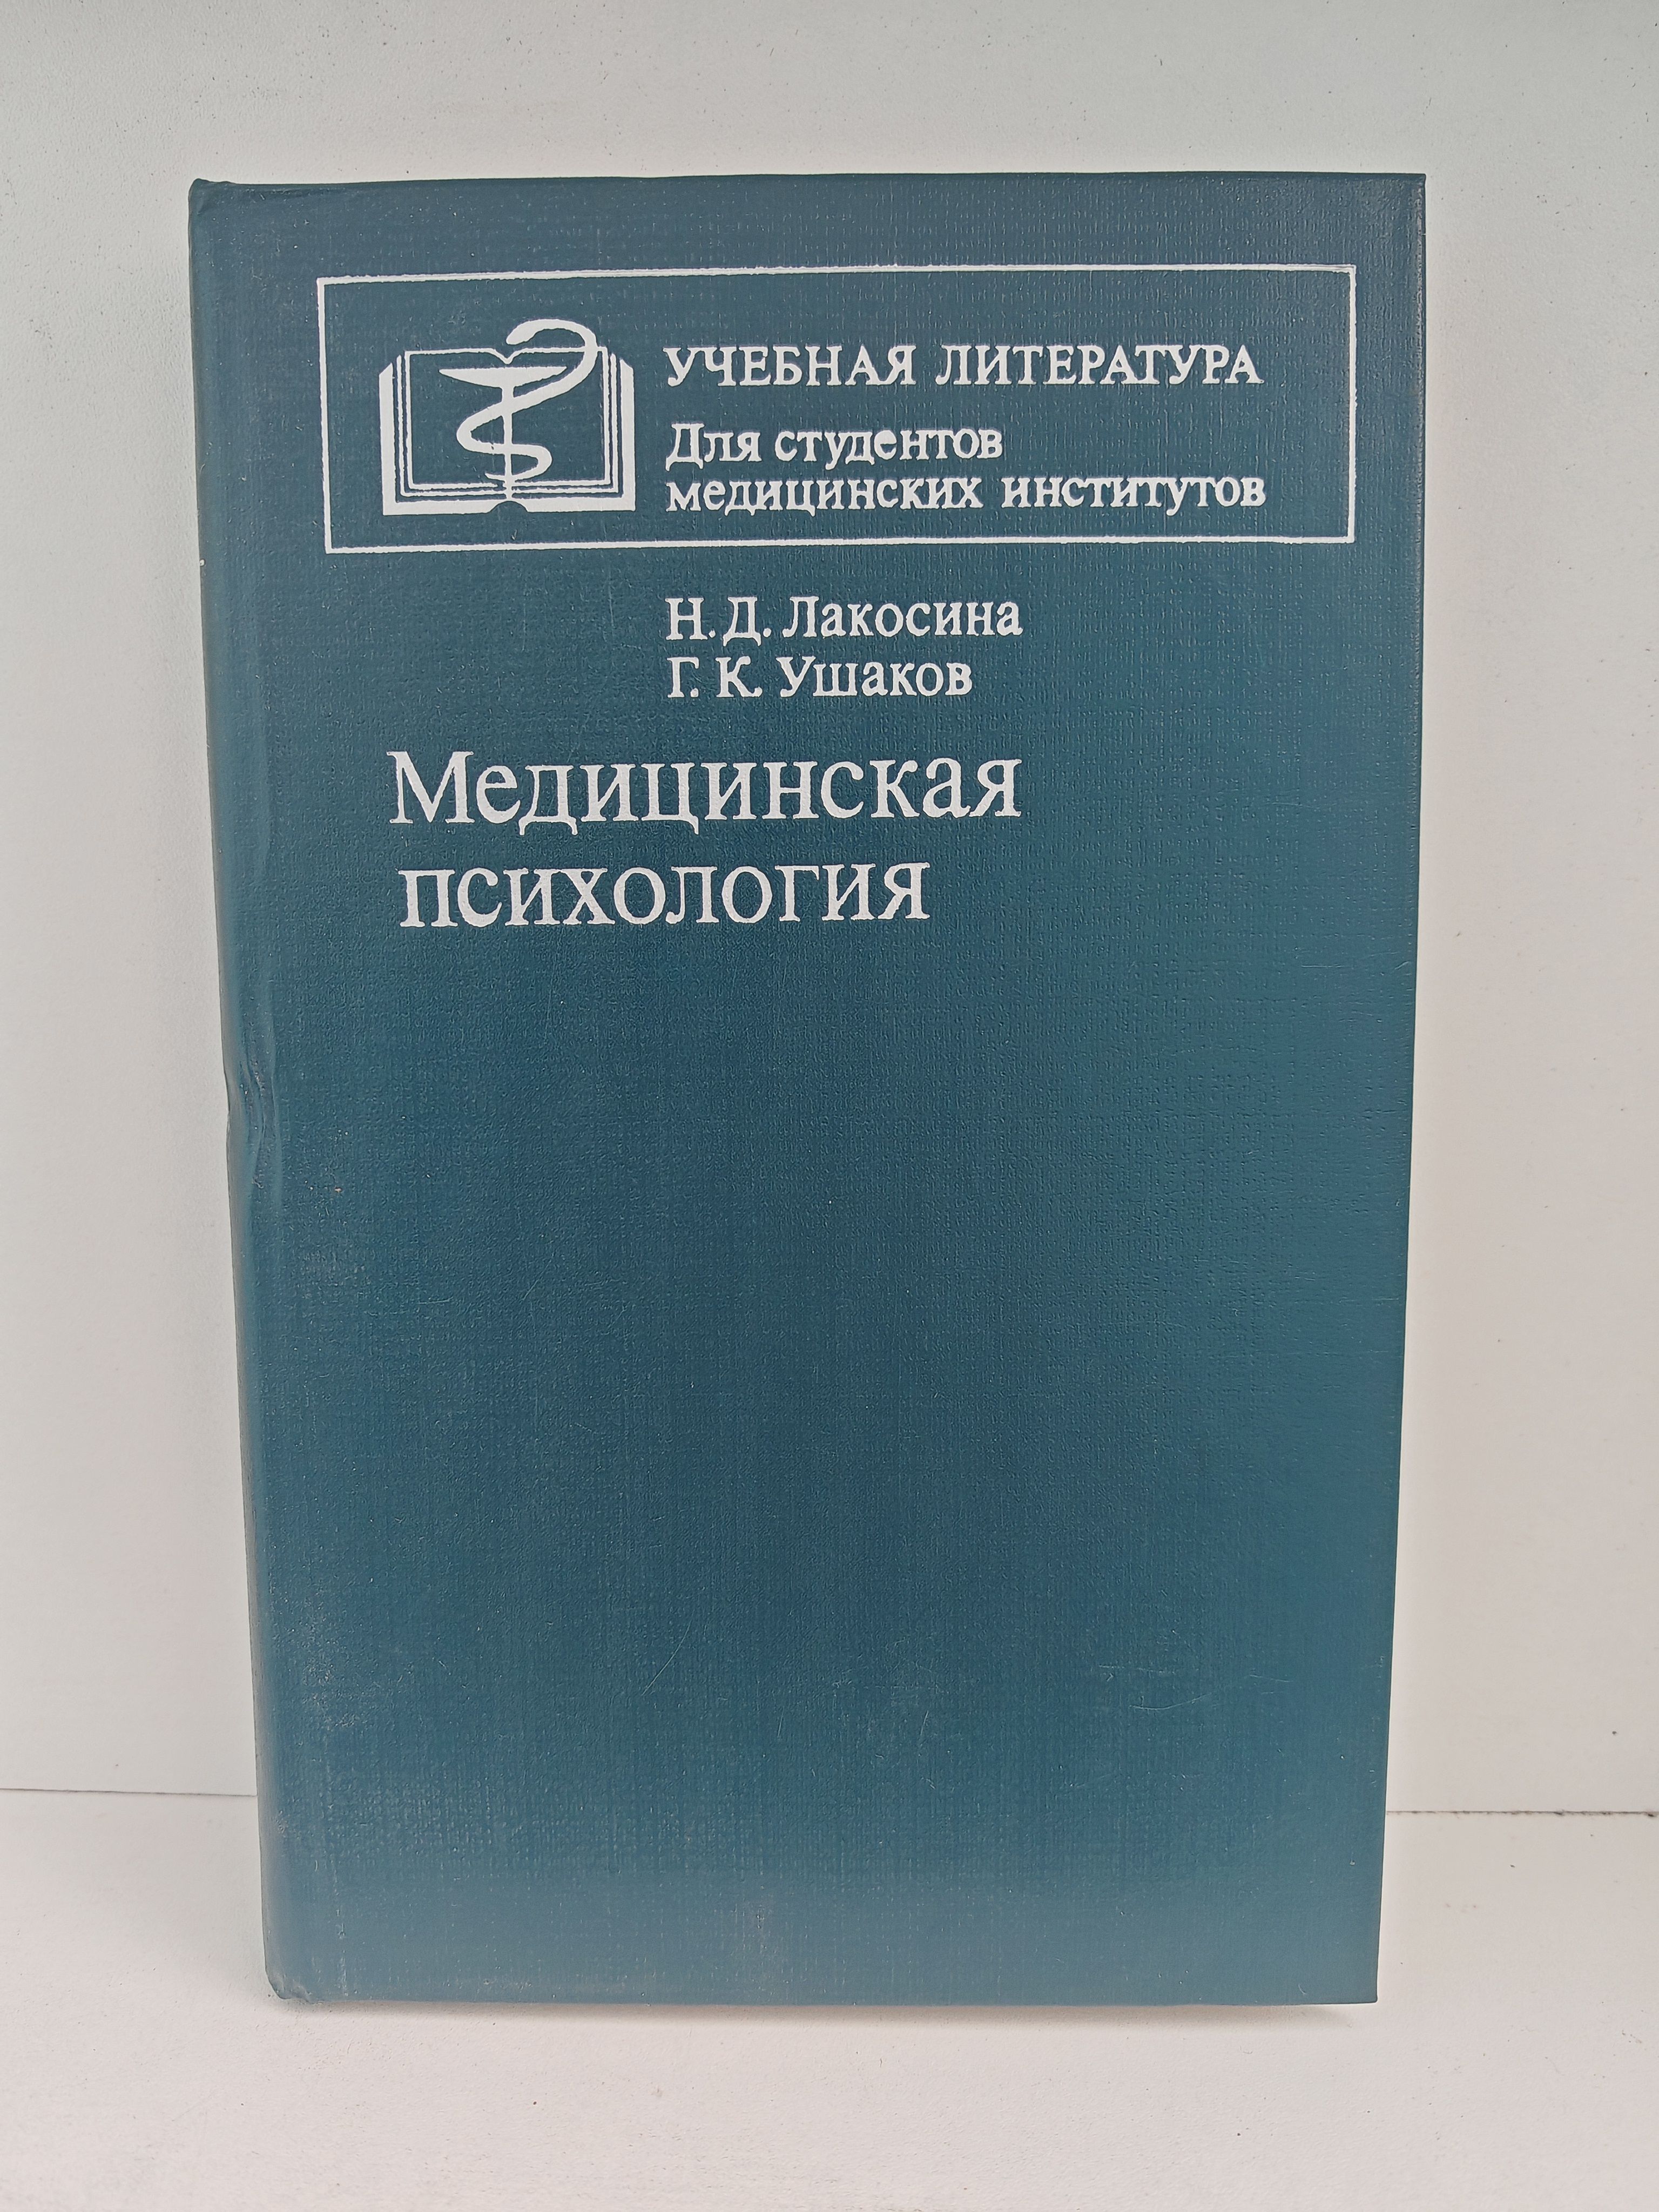 УЧЕБНАЯ ЛИТЕРАТУРА
Для студентов
медицинских институтов
Н. Д. Лакосина
Г. К. Ушаков
Медицинская
психология